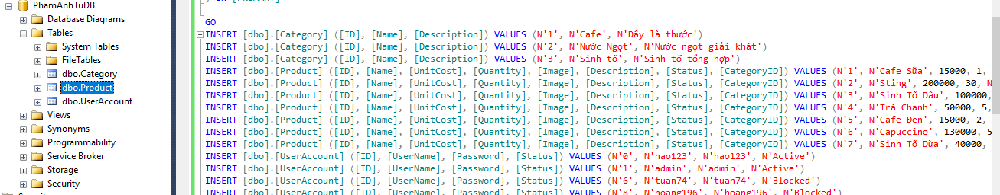 PhamAnhTuDB
Database Diagrams
Tables
System Tables
FileTables
dbo.Category
dbo.Product
dbo.UserAccount
Views
Synonyms
Programmability
Service Broker
Storage
Security
GO
INSERT [dbo].[Category] ([ID], [Name], [Description]) VALUES (N'1', N'Cafe', N'Đây là thước')
INSERT [dbo].[Category] ([ID], [Name], [Description]) VALUES (N'2', N'Nước Ngọt', N'Nước ngọt giải khát')
INSERT [dbo].[Category] ([ID], [Name], [Description]) VALUES (N'3', N'Sinh tố', N'Sinh tố tổng hợp')
INSERT [dbo].[Product] ([ID], [Name], [UnitCost], [Quantity], [Image], [Description], [Status], [CategoryID]) VALUES (N'1', N'Cafe Sữa', 15000, 1,
INSERT [dbo].[Product] ([ID], [Name], [UnitCost], [Quantity], [Image], [Description], [Status], [CategoryID]) VALUES (N'2', N'Sting', 200000, 30, N
INSERT [dbo].[Product] ([ID], [Name], [UnitCost], [Quantity], [Image], [Description], [Status], [CategoryID]) VALUES (N'3', N'Sinh Tố Dâu', 100000,
INSERT [dbo].[Product] ([ID], [Name], [UnitCost], [Quantity], [Image], [Description], [Status], [CategoryID]) VALUES (N'4', N'Trà Chanh', 50000, 5,
INSERT [dbo].[Product] ([ID], [Name], [UnitCost], [Quantity], [Image], [Description], [Status], [CategoryID]) VALUES (N'5', N'Cafe Đen', 15000, 2,
INSERT [dbo].[Product] ([ID], [Name], [UnitCost], [Quantity], [Image], [Description], [Status], [CategoryID]) VALUES (N'6', N'Capuccino', 130000, 5
INSERT [dbo].[Product] ([ID], [Name], [UnitCost], [Quantity], [Image], [Description], [Status], [CategoryID]) VALUES (N'7', N'Sinh Tố Dừa', 40000,
INSERT [dbo].[UserAccount] ([ID], [UserName], [Password], [Status]) VALUES (N'0', N'hao123', N'hao123', N'Active')
INSERT [dbo].[UserAccount] ([ID], [UserName], [Password], [Status]) VALUES (N'1', N'admin', N'admin', N'Active')
INSERT [dbo].[UserAccount] ([ID], [UserName], [Password], [Status]) VALUES (N'6', N'tuan74', N'tuan74', N'Blocked')
INSERT [dbo].[UserAccount] ([ID], [UserName], [Password], [Status]) VALUES (N'8', N'hoang196', N'hoang196', N'Blocked')